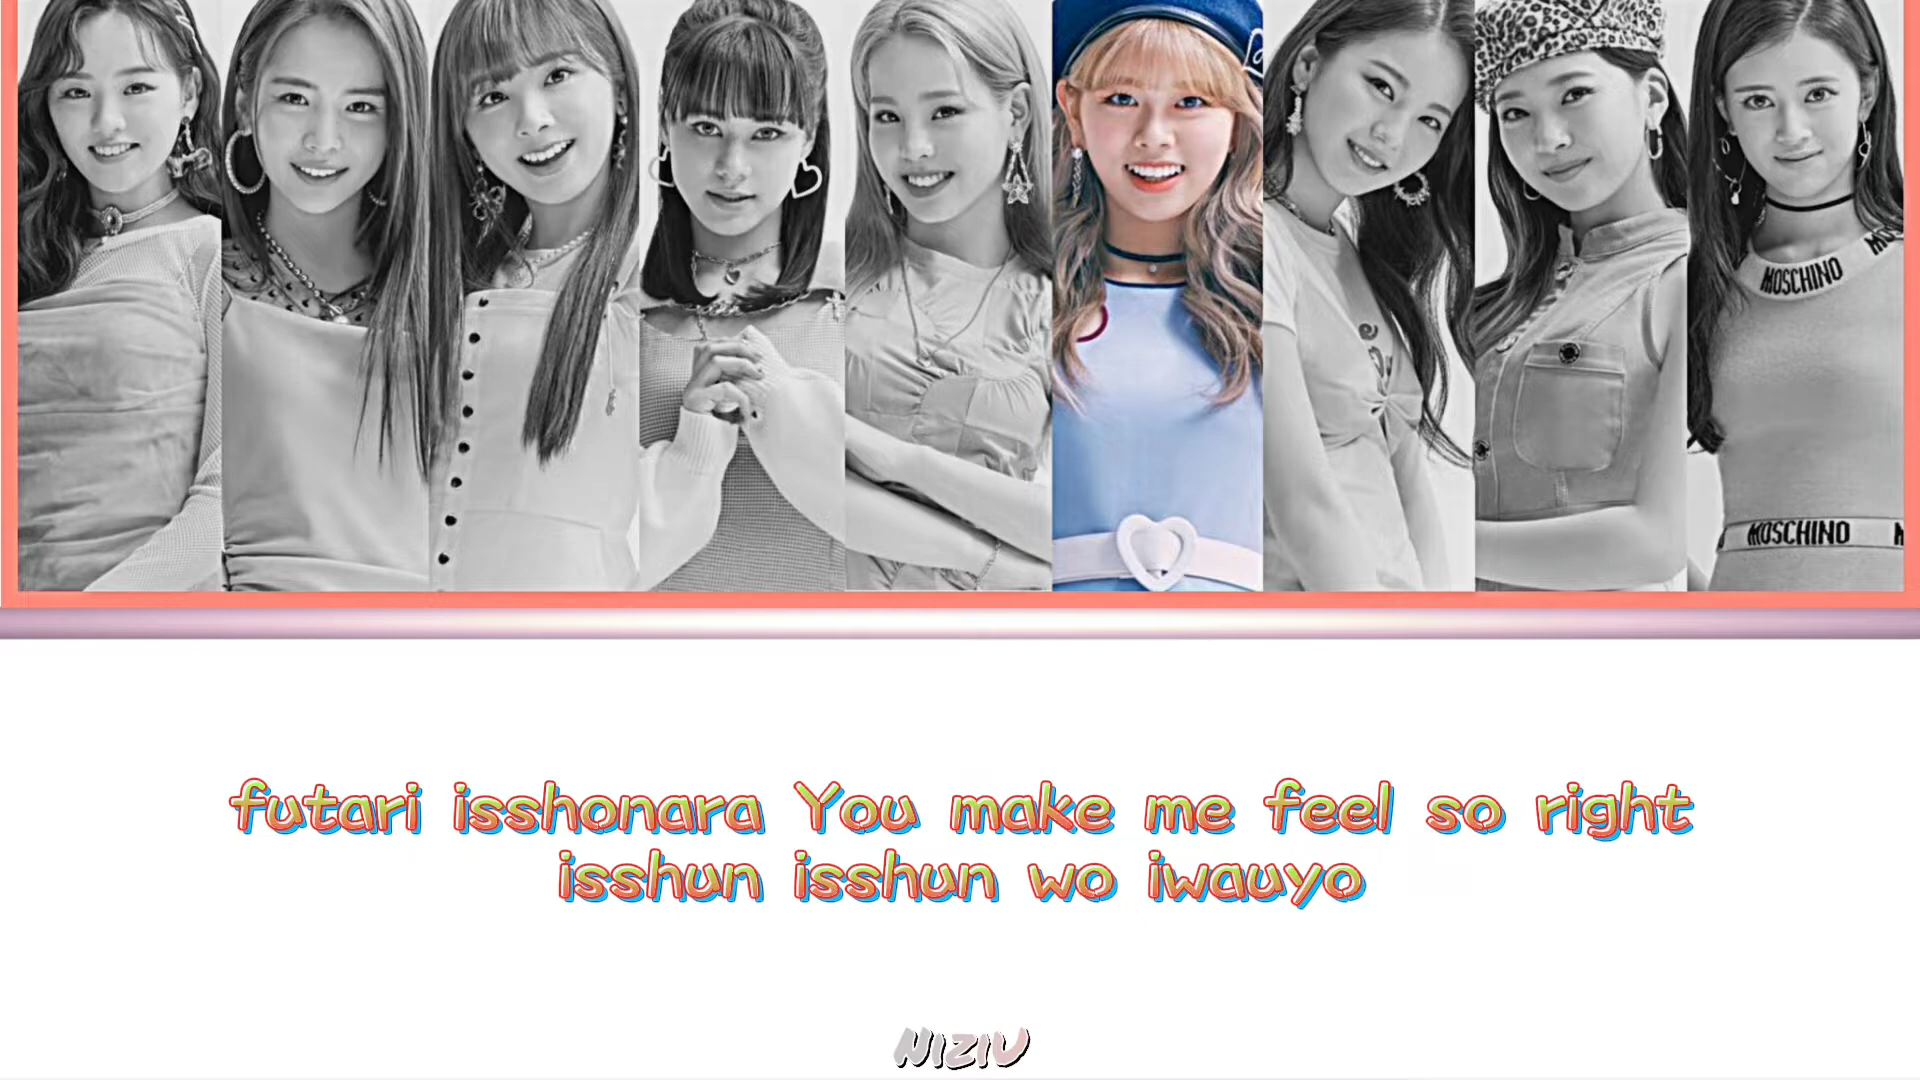 MOSCHINO
MOSCHINO
futari isshonara You make me feel so right
isshun isshun wo iwauyo
NIZIU